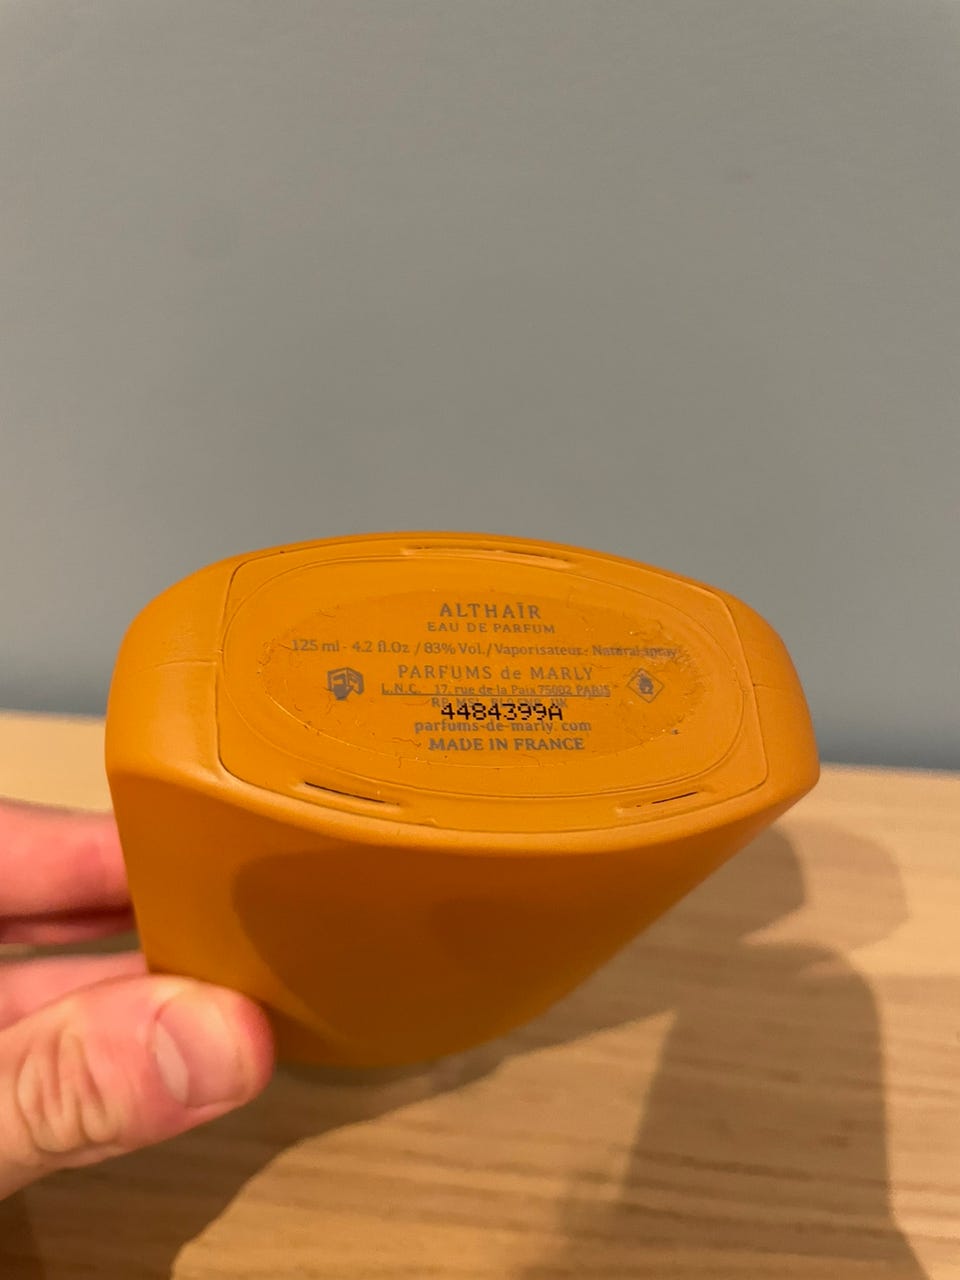 ALTHAÏR
EAU DE PARFUM
125 ml - 4.2 fl.Oz / 83% Vol./Vaporisateur- Natural spray
PARFUMS de MARLY
L.N.C. 17, rue de la Paix 75002 PARIS
4484399A
parfums-de-marly.com
MADE IN FRANCE